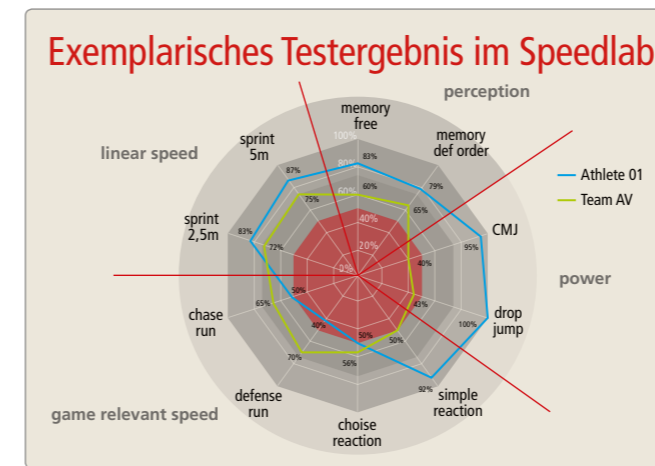 Exemplarisches Testergebnis im Speedlab
perception
memory
free
memory
def order
sprint
5m
linear speed
100%
80%
60%
40%
20%
0%
83%
60%
79%
65%
87%
75%
Athlete 01
Team AV
sprint
2,5m
83%
72%
CMJ
95%
40%
power
chase
run
50%
65%
43%
drop
jump
100%
40%
70%
50%
56%
50%
92%
defense
run
simple
reaction
choise
reaction
game relevant speed